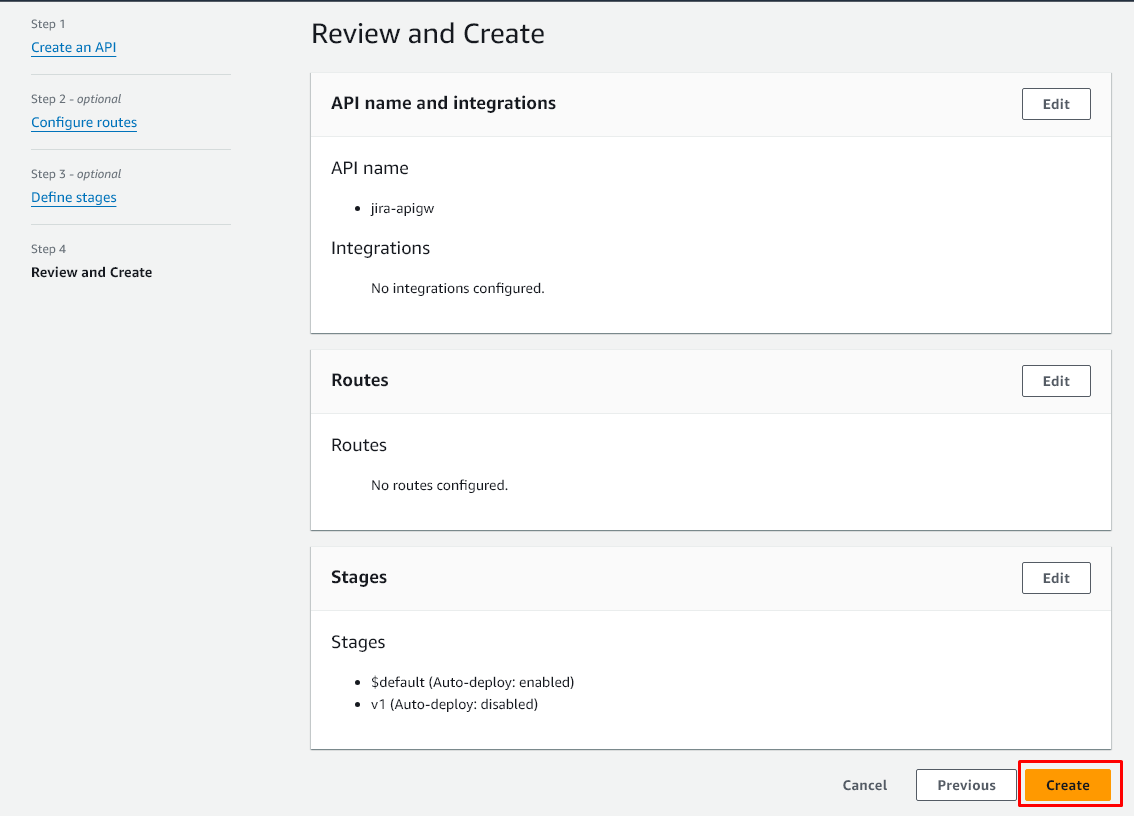 Step 1
Create an API
Step 2 - optional
Configure routes
Step 3 - optional
Define stages
Step 4
Review and Create
Review and Create
API name and integrations
Edit
API name
• jira-apigw
Integrations
No integrations configured.
Routes
Edit
Routes
No routes configured.
Stages
Edit
Stages
• $default (Auto-deploy: enabled)
• v1 (Auto-deploy: disabled)
Cancel
Previous
Create